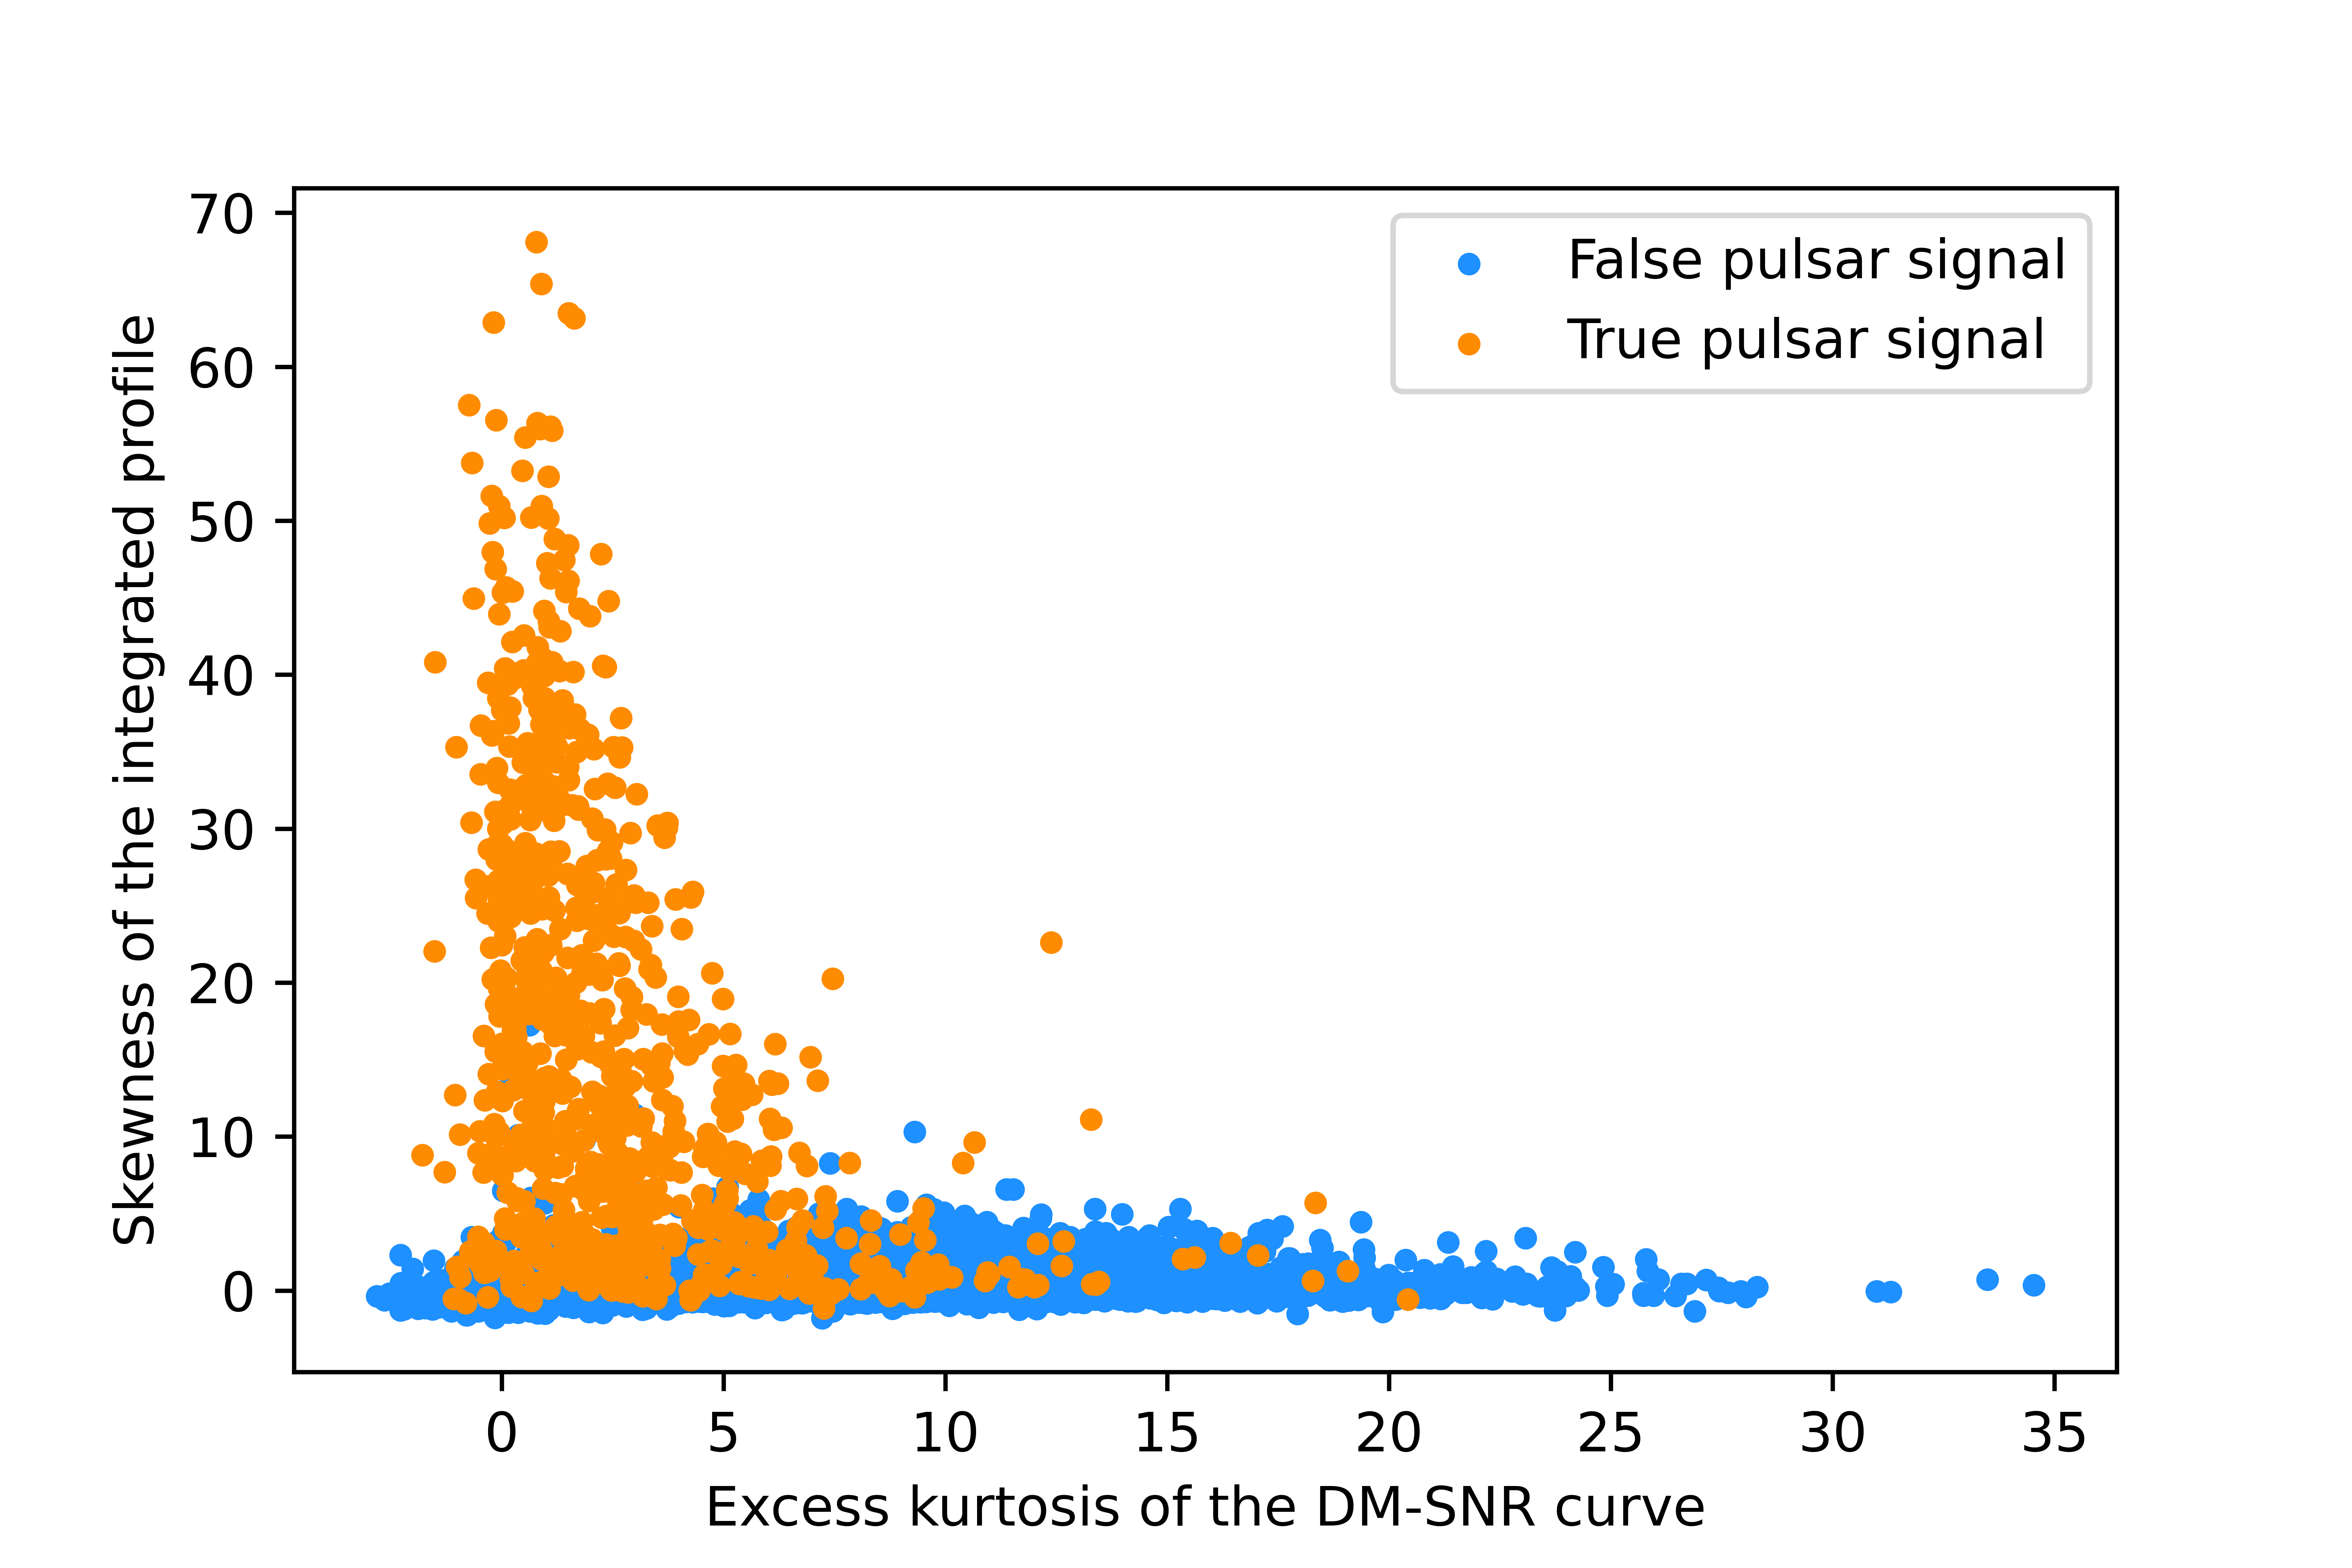 70
60
50
40
30
20
10
0
Skewness of the integrated profile
False pulsar signal
True pulsar signal
0 5 10 15 20 25 30 35
Excess kurtosis of the DM-SNR curve